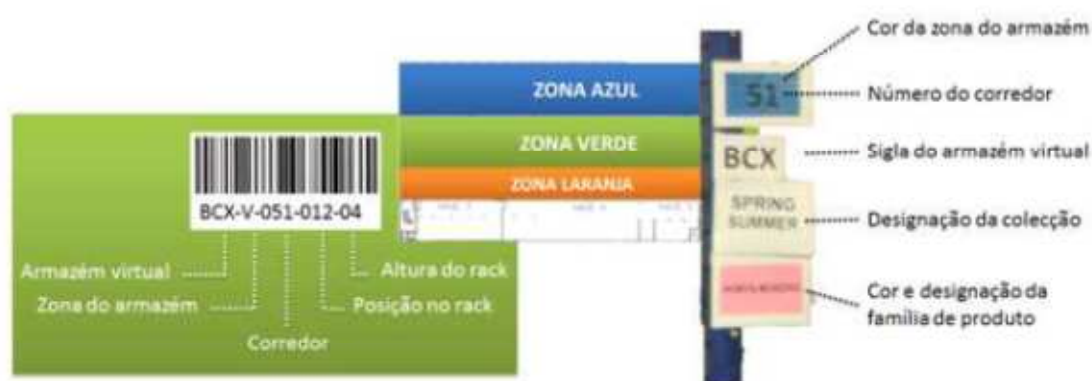 ZONA AZUL
ZONA VERDE
ZONA LARANJA
BCX-V-051-012-04
Armazém virtual
Zona do armazém
Corredor
Posição no rack
Altura do rack
51
BCX
SPRING
SUMMER
Cor da zona do armazém
Número do corredor
Sigla do armazém virtual
Designação da colecção
Cor e designação da
família de produto